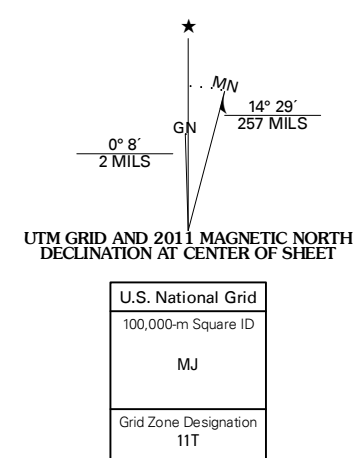 ★
MN
14° 29´
257 MILS
GN
0° 8´
2 MILS
UTM GRID AND 2011 MAGNETIC NORTH
DECLINATION AT CENTER OF SHEET
U.S. National Grid
100,000-m Square ID
MJ
Grid Zone Designation
11T